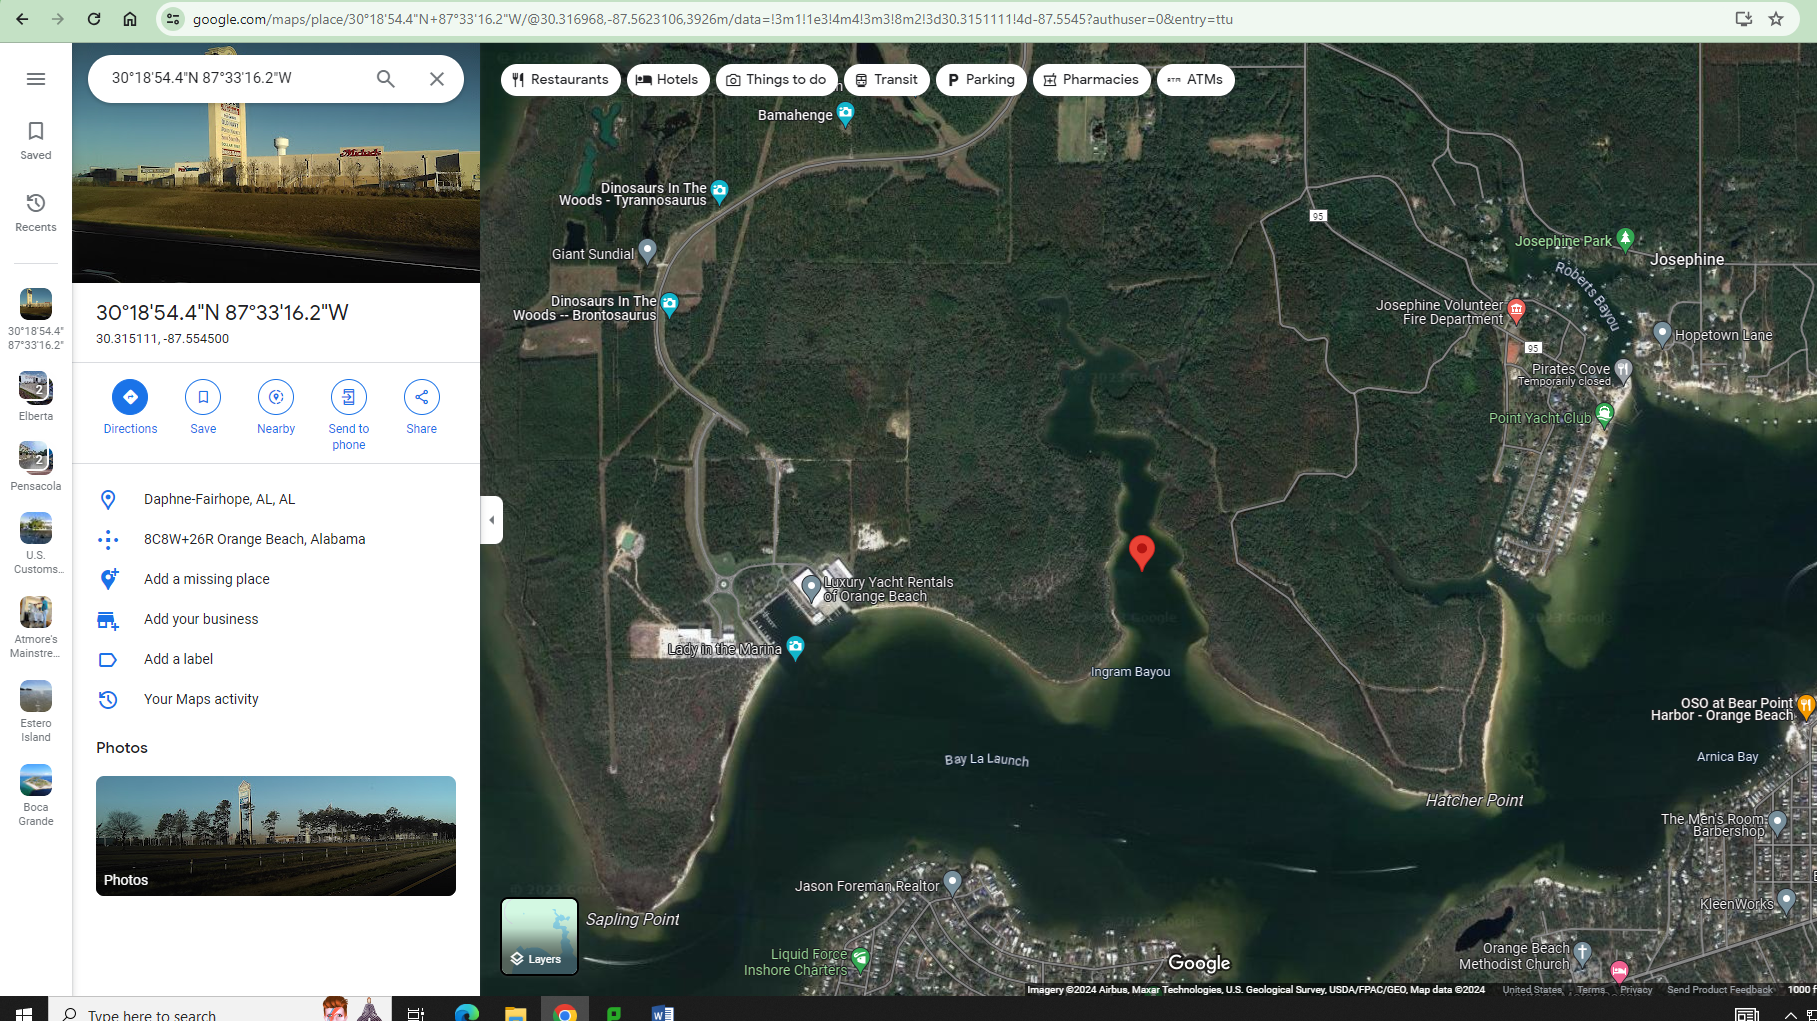 google.com/maps/place/30°18'54.4"N+87°33'16.2"W/@30.316968,-87.5623106,3926m/data=!3m1!1e3!4m4!3m3!8m2!3d30.3151111!4d-87.5545?authuser=0&entry=ttu
30°18'54.4"N 87°33'16.2"W
Saved
Recents
30°18'54.4"
87°33'16.2"
2
Elberta
2
Pensacola
U.S.
Customs...
Atmore's
Mainstre...
Estero
Island
Boca
Grande
Michaels
30°18'54.4"N 87°33'16.2"W
30.315111, -87.554500
Directions
Save
Nearby
Send to
phone
Share
Daphne-Fairhope, AL, AL
8C8W+26R Orange Beach, Alabama
Add a missing place
Add your business
Add a label
Your Maps activity
Photos
Photos
Restaurants
Hotels
Things to do
Transit
Parking
Pharmacies
ATM ATMs
Bamahenge
Dinosaurs In The
Woods - Tyrannosaurus
Giant Sundial
Dinosaurs In The
Woods -- Brontosaurus
95
Josephine Park
Josephine
Roberts Bayou
Josephine Volunteer
Fire Department
Hopetown Lane
95
Pirates Cove
Temporarily closed
Point Yacht Club
Luxury Yacht Rentals
of Orange Beach
Lady in the Marina
Ingram Bayou
OSO at Bear Point
Harbor - Orange Beach
Bay La Launch
Arnica Bay
Hatcher Point
The Men's Room
Barbershop
Jason Foreman Realtor
KleenWorks
Sapling Point
Liquid Force
Inshore Charters
Orange Beach
Methodist Church
Layers
Google
Imagery ©2024 Airbus, Maxar Technologies, U.S. Geological Survey, USDA/FPAC/GEO, Map data ©2024
United States
Terms
Privacy
Send Product Feedback
1000 f
Type here to search